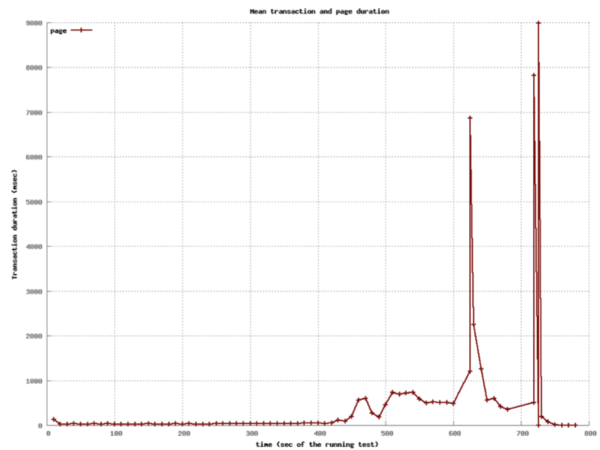 Mean transaction and page duration
page
9000
8000
7000
6000
5000
4000
3000
2000
1000
0
Transaction duration (msec)
0 100 200 300 400 500 600 700 800
time (sec of the running test)